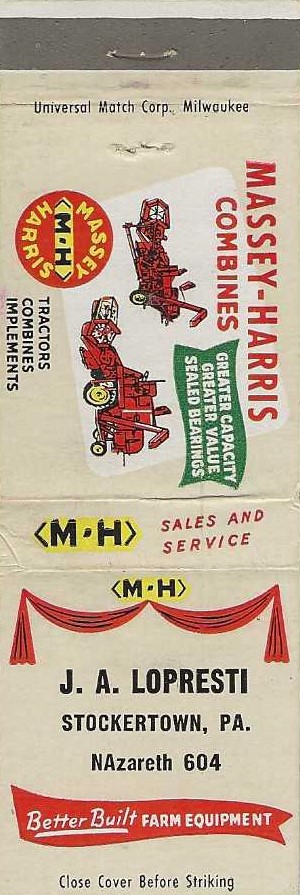 Universal Match Corp., Milwaukee
MASSEY-HARRIS
COMBINES
GREATER CAPACITY
GREATER VALUE
SEALED BEARINGS
MASSEY
M-H
HARRIS
TRACTORS
COMBINES
IMPLEMENTS
<M-H>
SALES AND
SERVICE
<M-H>
J. A. LOPRESTI
STOCKERTOWN, PA.
NAzareth 604
Better Built FARM EQUIPMENT
Close Cover Before Striking